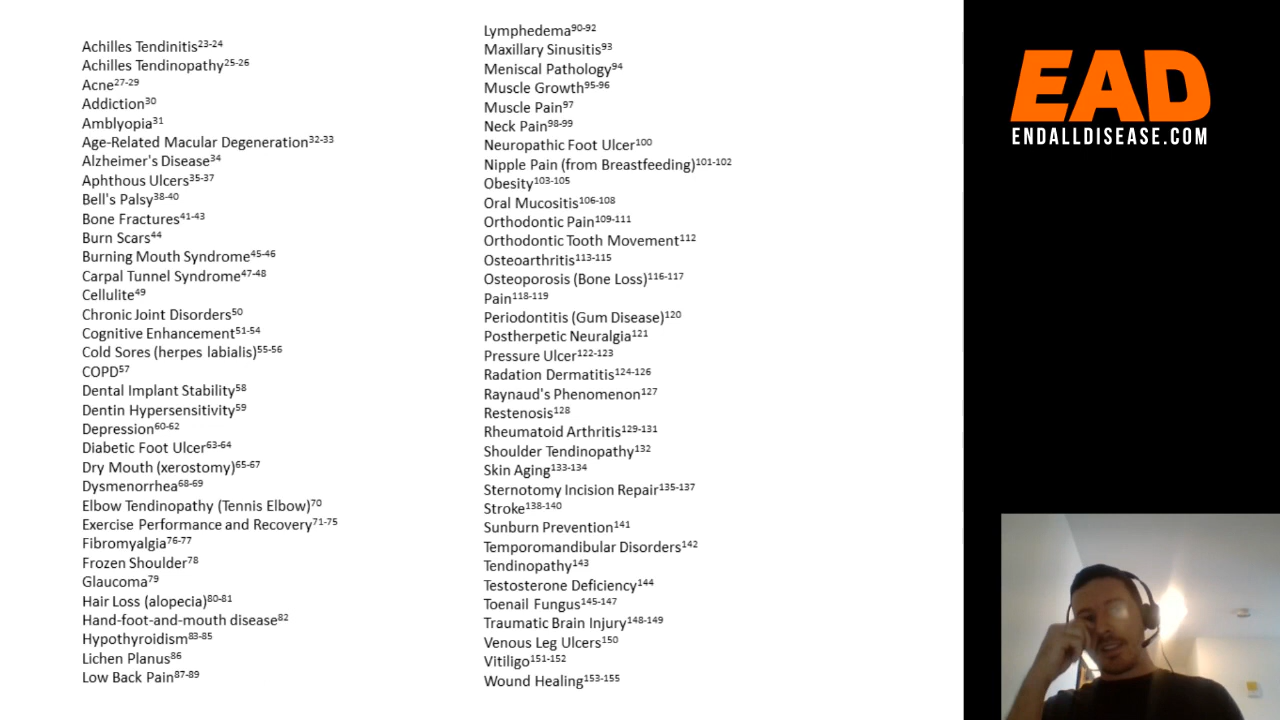 Achilles Tendinitis23-24
Achilles Tendinopathy25-26
Acne27-29
Addiction30
Amblyopia31
Age-Related Macular Degeneration32-33
Alzheimer's Disease34
Aphthous Ulcers35-37
Bell's Palsy38-40
Bone Fractures41-43
Burn Scars44
Burning Mouth Syndrome45-46
Carpal Tunnel Syndrome47-48
Cellulite49
Chronic Joint Disorders50
Cognitive Enhancement51-54
Cold Sores (herpes labialis)55-56
COPD57
Dental Implant Stability58
Dentin Hypersensitivity59
Depression60-62
Diabetic Foot Ulcer63-64
Dry Mouth (xerostomy)65-67
Dysmenorrhea68-69
Elbow Tendinopathy (Tennis Elbow)70
Exercise Performance and Recovery71-75
Fibromyalgia76-77
Frozen Shoulder78
Glaucoma79
Hair Loss (alopecia)80-81
Hand-foot-and-mouth disease82
Hypothyroidism83-85
Lichen Planus86
Low Back Pain87-89
Lymphedema90-92
Maxillary Sinusitis93
Meniscal Pathology94
Muscle Growth95-96
Muscle Pain97
Neck Pain98-99
Neuropathic Foot Ulcer100
Nipple Pain (from Breastfeeding)101-102
Obesity103-105
Oral Mucositis106-108
Orthodontic Pain109-111
Orthodontic Tooth Movement112
Osteoarthritis113-115
Osteoporosis (Bone Loss)116-117
Pain118-119
Periodontitis (Gum Disease)120
Postherpetic Neuralgia121
Pressure Ulcer122-123
Radation Dermatitis124-126
Raynaud's Phenomenon127
Restenosis128
Rheumatoid Arthritis129-131
Shoulder Tendinopathy132
Skin Aging133-134
Sternotomy Incision Repair135-137
Stroke138-140
Sunburn Prevention141
Temporomandibular Disorders142
Tendinopathy143
Testosterone Deficiency144
Toenail Fungus145-147
Traumatic Brain Injury148-149
Venous Leg Ulcers150
Vitiligo151-152
Wound Healing153-155
EAD
ENDALLDISEASE.COM